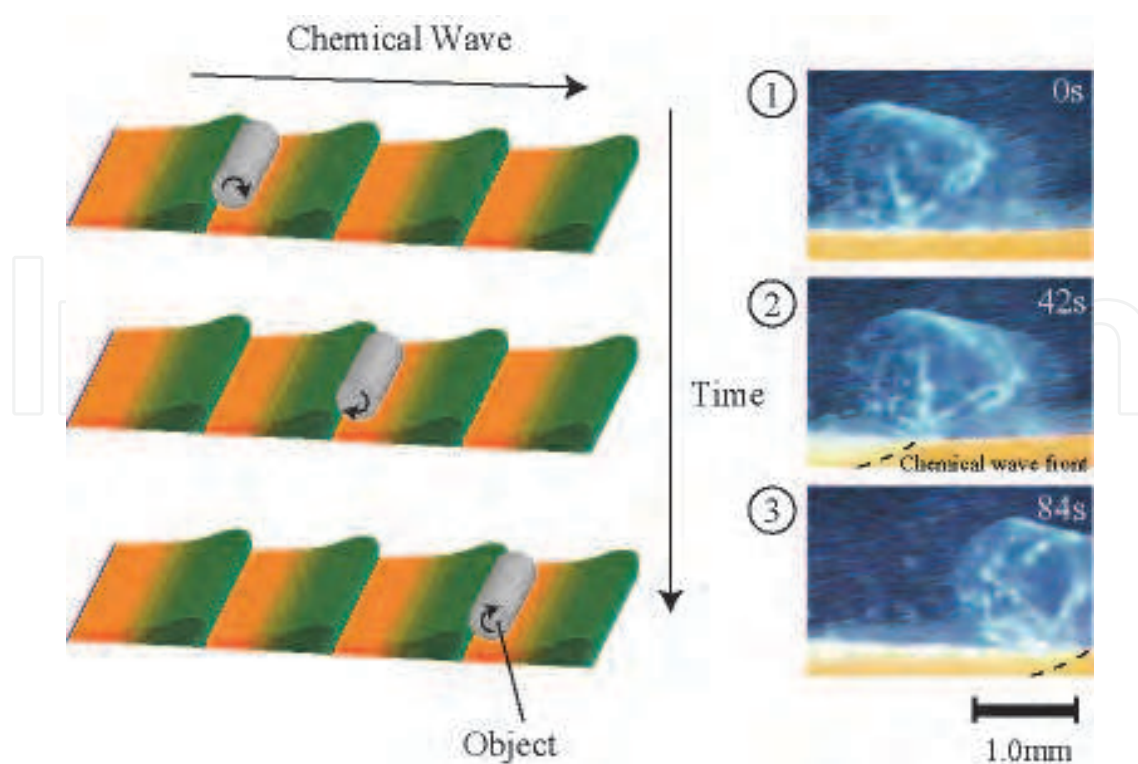 Chemical Wave
Time
Object
1
0s
2
42s
Chemical wave front
3
84s
1.0mm